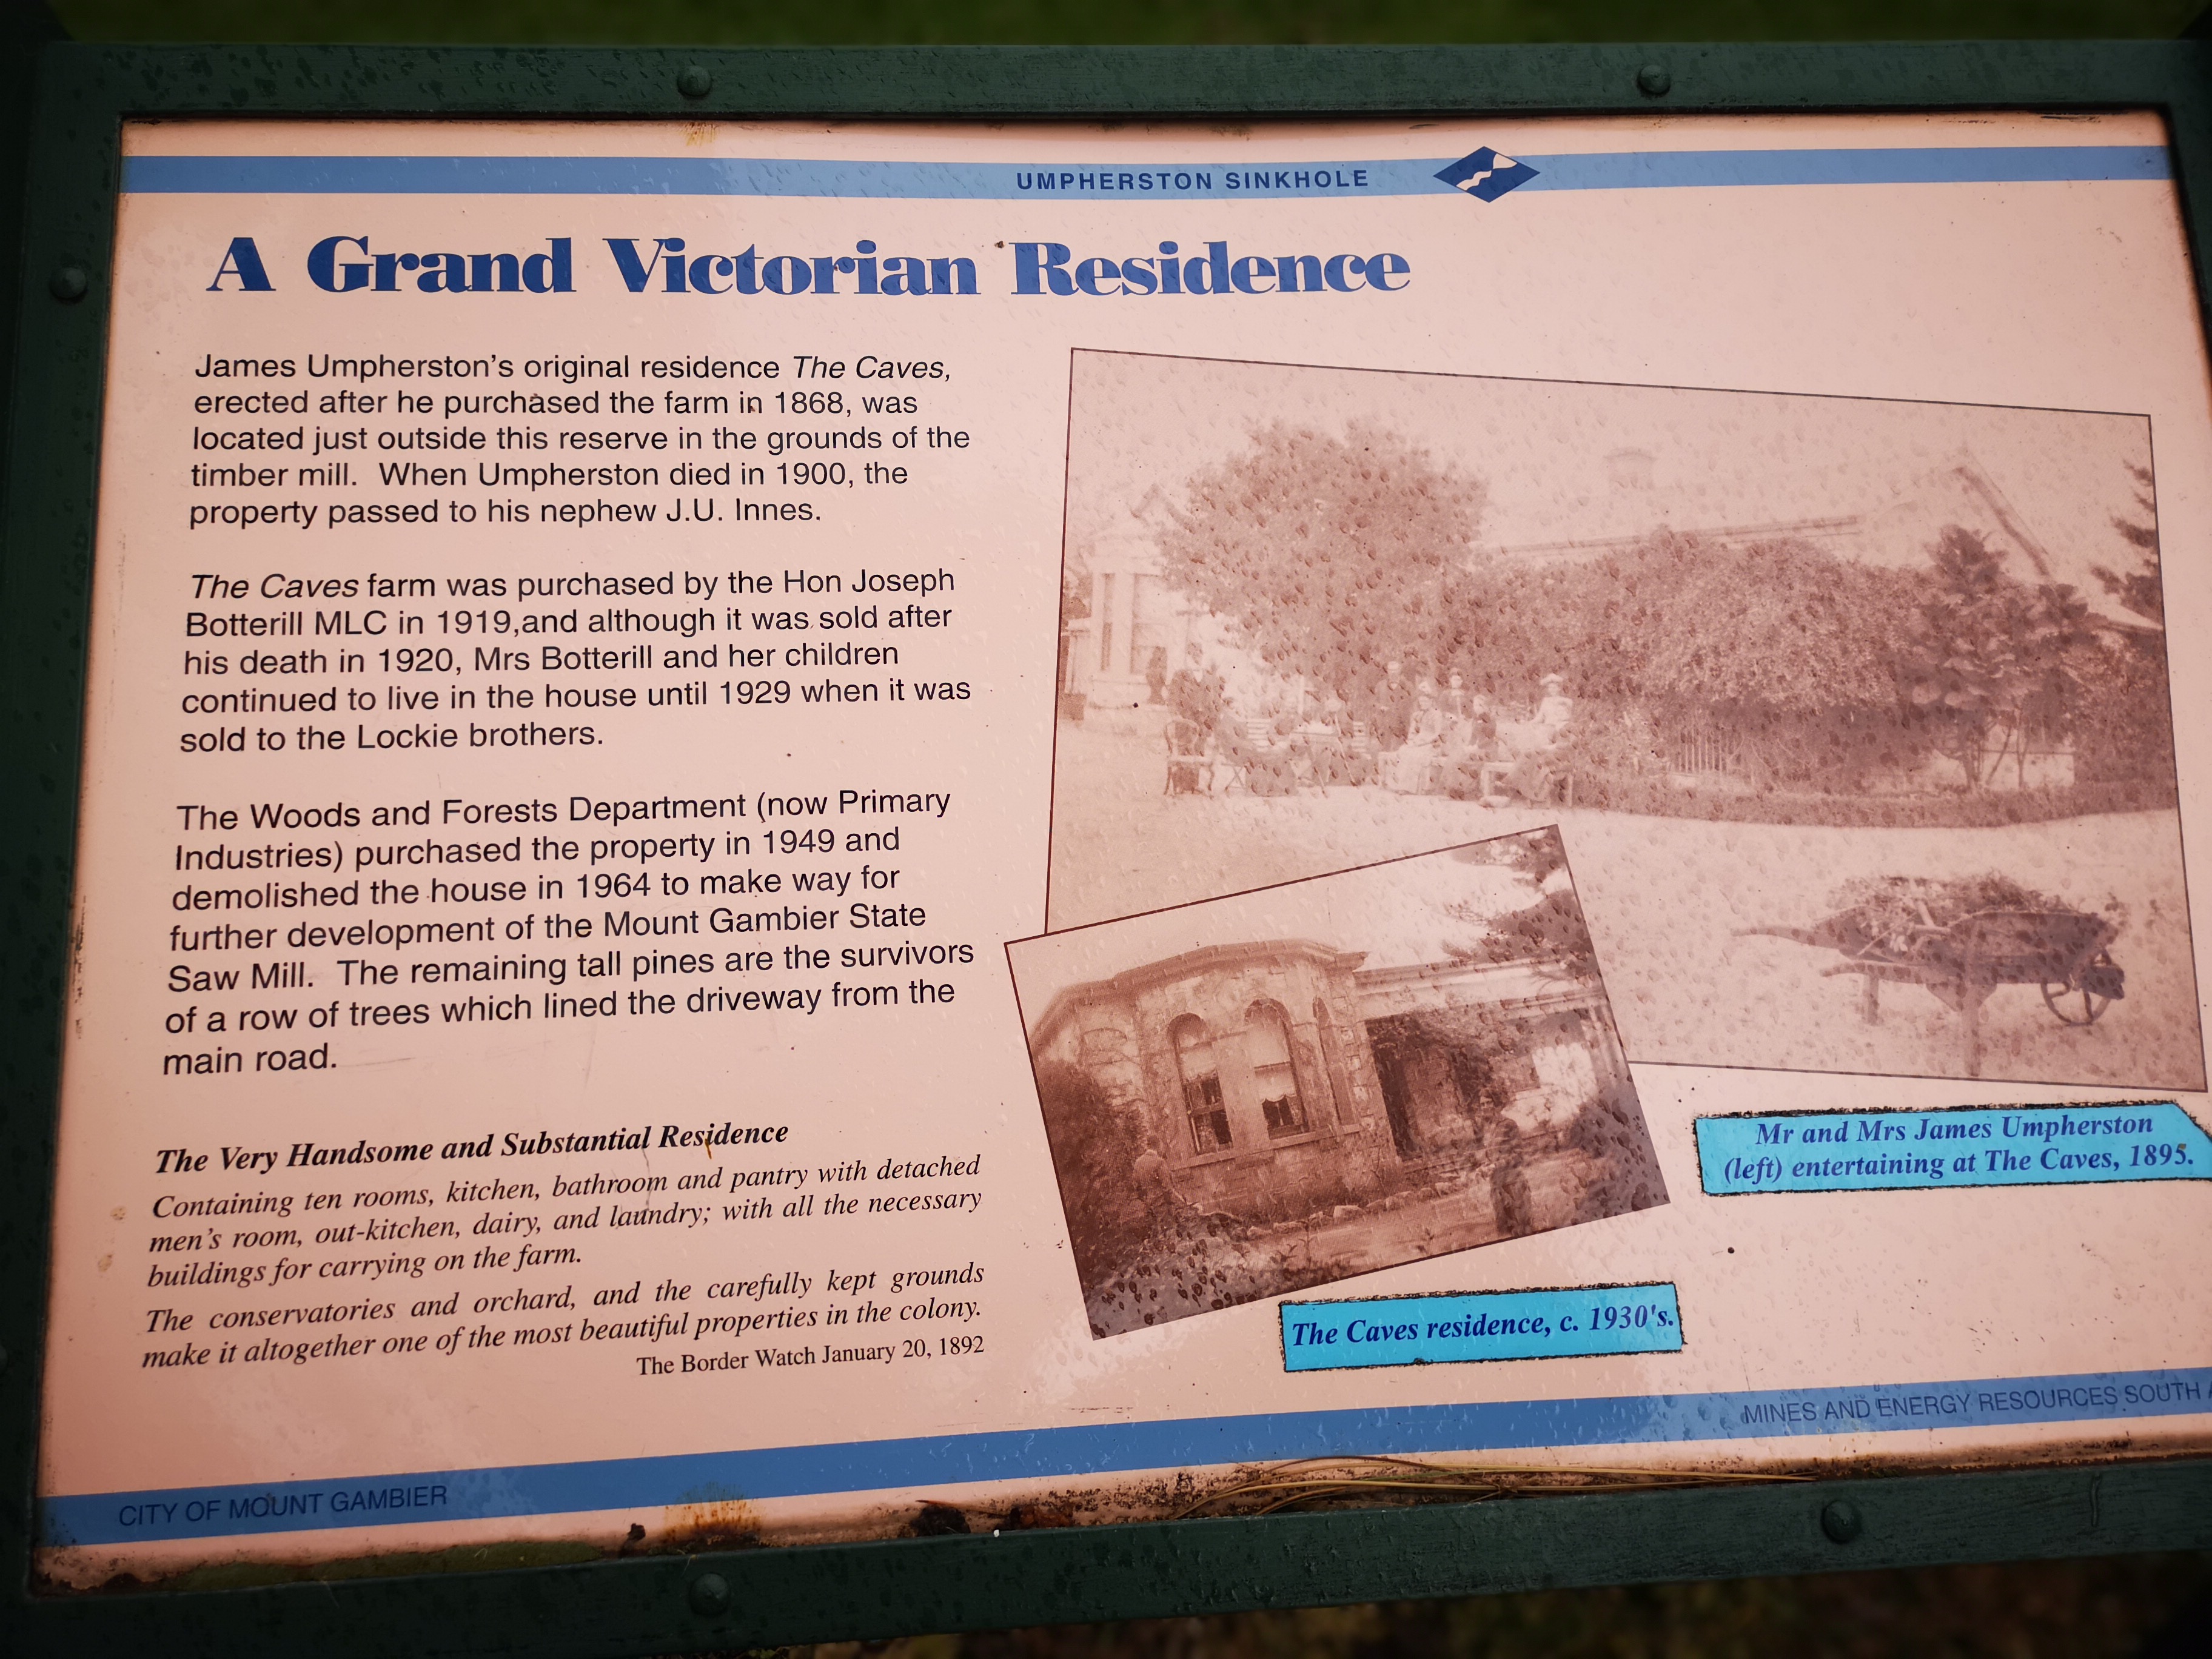 UMPHERSTON SINKHOLE
A Grand Victorian Residence
James Umpherston's original residence The Caves,
erected after he purchased the farm in 1868, was
located just outside this reserve in the grounds of the
timber mill.  When Umpherston died in 1900, the
property passed to his nephew J.U. Innes.
The Caves farm was purchased by the Hon Joseph
Botterill MLC in 1919,and although it was sold after
his death in 1920, Mrs Botterill and her children
continued to live in the house until 1929 when it was
sold to the Lockie brothers.
The Woods and Forests Department (now Primary
Industries) purchased the property in 1949 and
demolished the house in 1964 to make way for
further development of the Mount Gambier State
Saw Mill.  The remaining tall pines are the survivors
of a row of trees which lined the driveway from the
main road.
The Very Handsome and Substantial Residence
Containing ten rooms, kitchen, bathroom and pantry with detached
men's room, out-kitchen, dairy, and laundry; with all the necessary
buildings for carrying on the farm.
The conservatories and orchard, and the carefully kept grounds
make it altogether one of the most beautiful properties in the colony.
The Border Watch January 20, 1892
Mr and Mrs James Umpherston
(left) entertaining at The Caves, 1895.
The Caves residence, c. 1930's.
CITY OF MOUNT GAMBIER
MINES AND ENERGY RESOURCES SOUTH